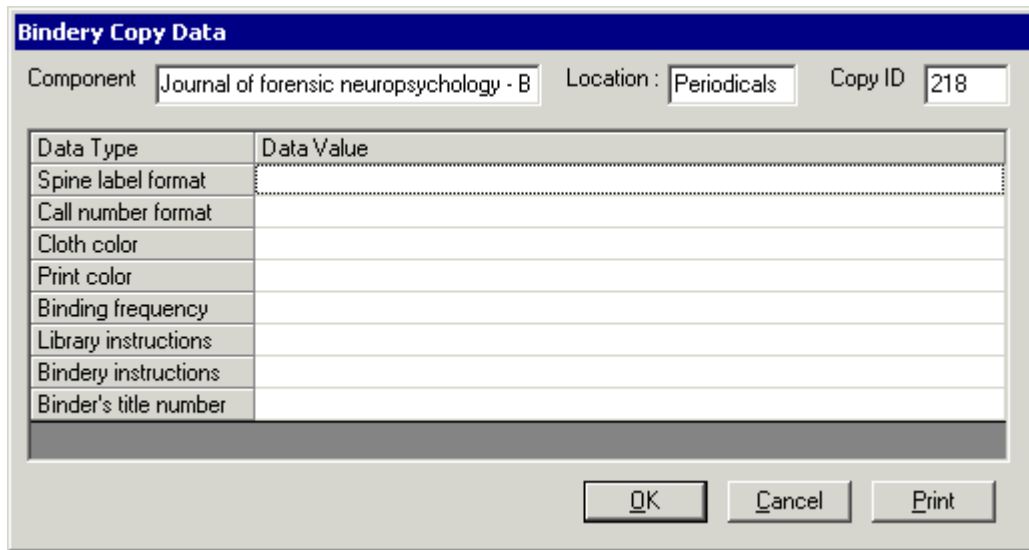 Bindery Copy Data
Component Journal of forensic neuropsychology - B Location : Periodicals Copy ID 218
Data Type Data Value
Spine label format
Call number format
Cloth color
Print color
Binding frequency
Library instructions
Bindery instructions
Binder's title number
OK Cancel Print